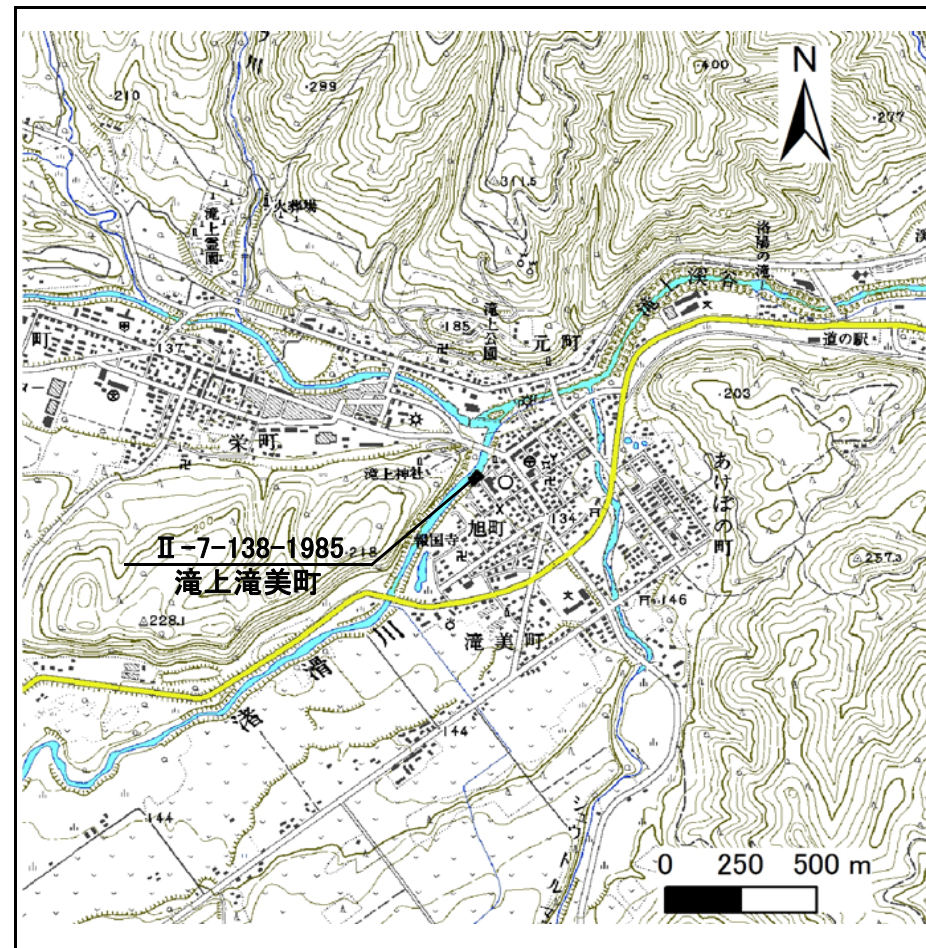 川
・400
N
・210
・299
・277
△311.5
火葬場
滝上霊園
洛陽の滝
滝上渓谷
185
滝上公園
元町
町
137
道の駅
・203
栄町
滝上神社
あけぼの町
134
旭町
報国寺
Ⅱ-7-138-1985
・218
滝上滝美町
△257.3
146
△228.1
滝美町
渚滑川
144
144
0 250 500 m